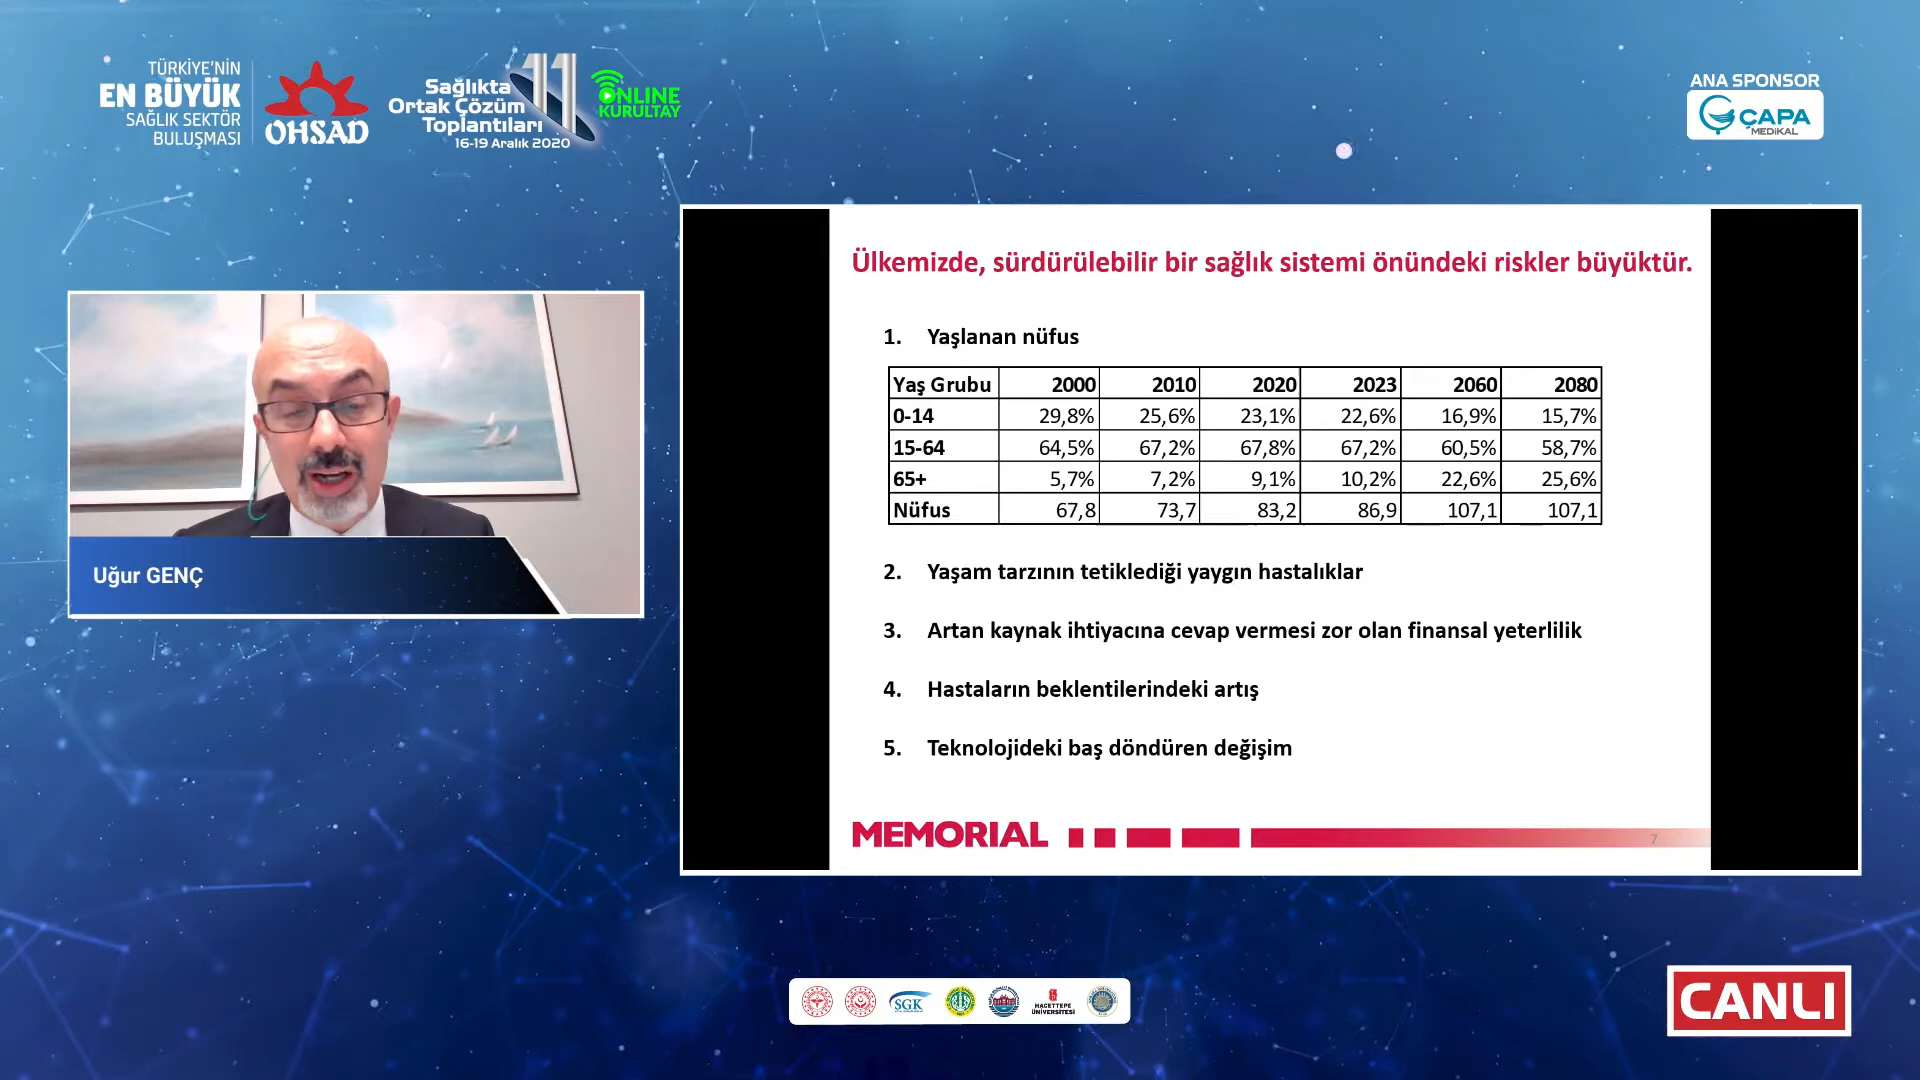 TÜRKİYE'NİN
EN BÜYÜK
SAĞLIK SEKTÖR
BULUŞMASI
OHSAD
Sağlıkta
Ortak Çözüm
Toplantıları
11
16-19 Aralık 2020
ONLINE
KURULTAY
ANA SPONSOR
ÇAPA
MEDİKAL
Uğur GENÇ
Ülkemizde, sürdürülebilir bir sağlık sistemi önündeki riskler büyüktür.
1. Yaşlanan nüfus
Yaş Grubu 2000 2010 2020 2023 2060 2080
0-14 29,8% 25,6% 23,1% 22,6% 16,9% 15,7%
15-64 64,5% 67,2% 67,8% 67,2% 60,5% 58,7%
65+ 5,7% 7,2% 9,1% 10,2% 22,6% 25,6%
Nüfus 67,8 73,7 83,2 86,9 107,1 107,1
2. Yaşam tarzının tetiklediği yaygın hastalıklar
3. Artan kaynak ihtiyacına cevap vermesi zor olan finansal yeterlilik
4. Hastaların beklentilerindeki artış
5. Teknolojideki baş döndüren değişim
MEMORIAL
7
SGK
HACETTEPE
ÜNİVERSİTESİ
CANLI